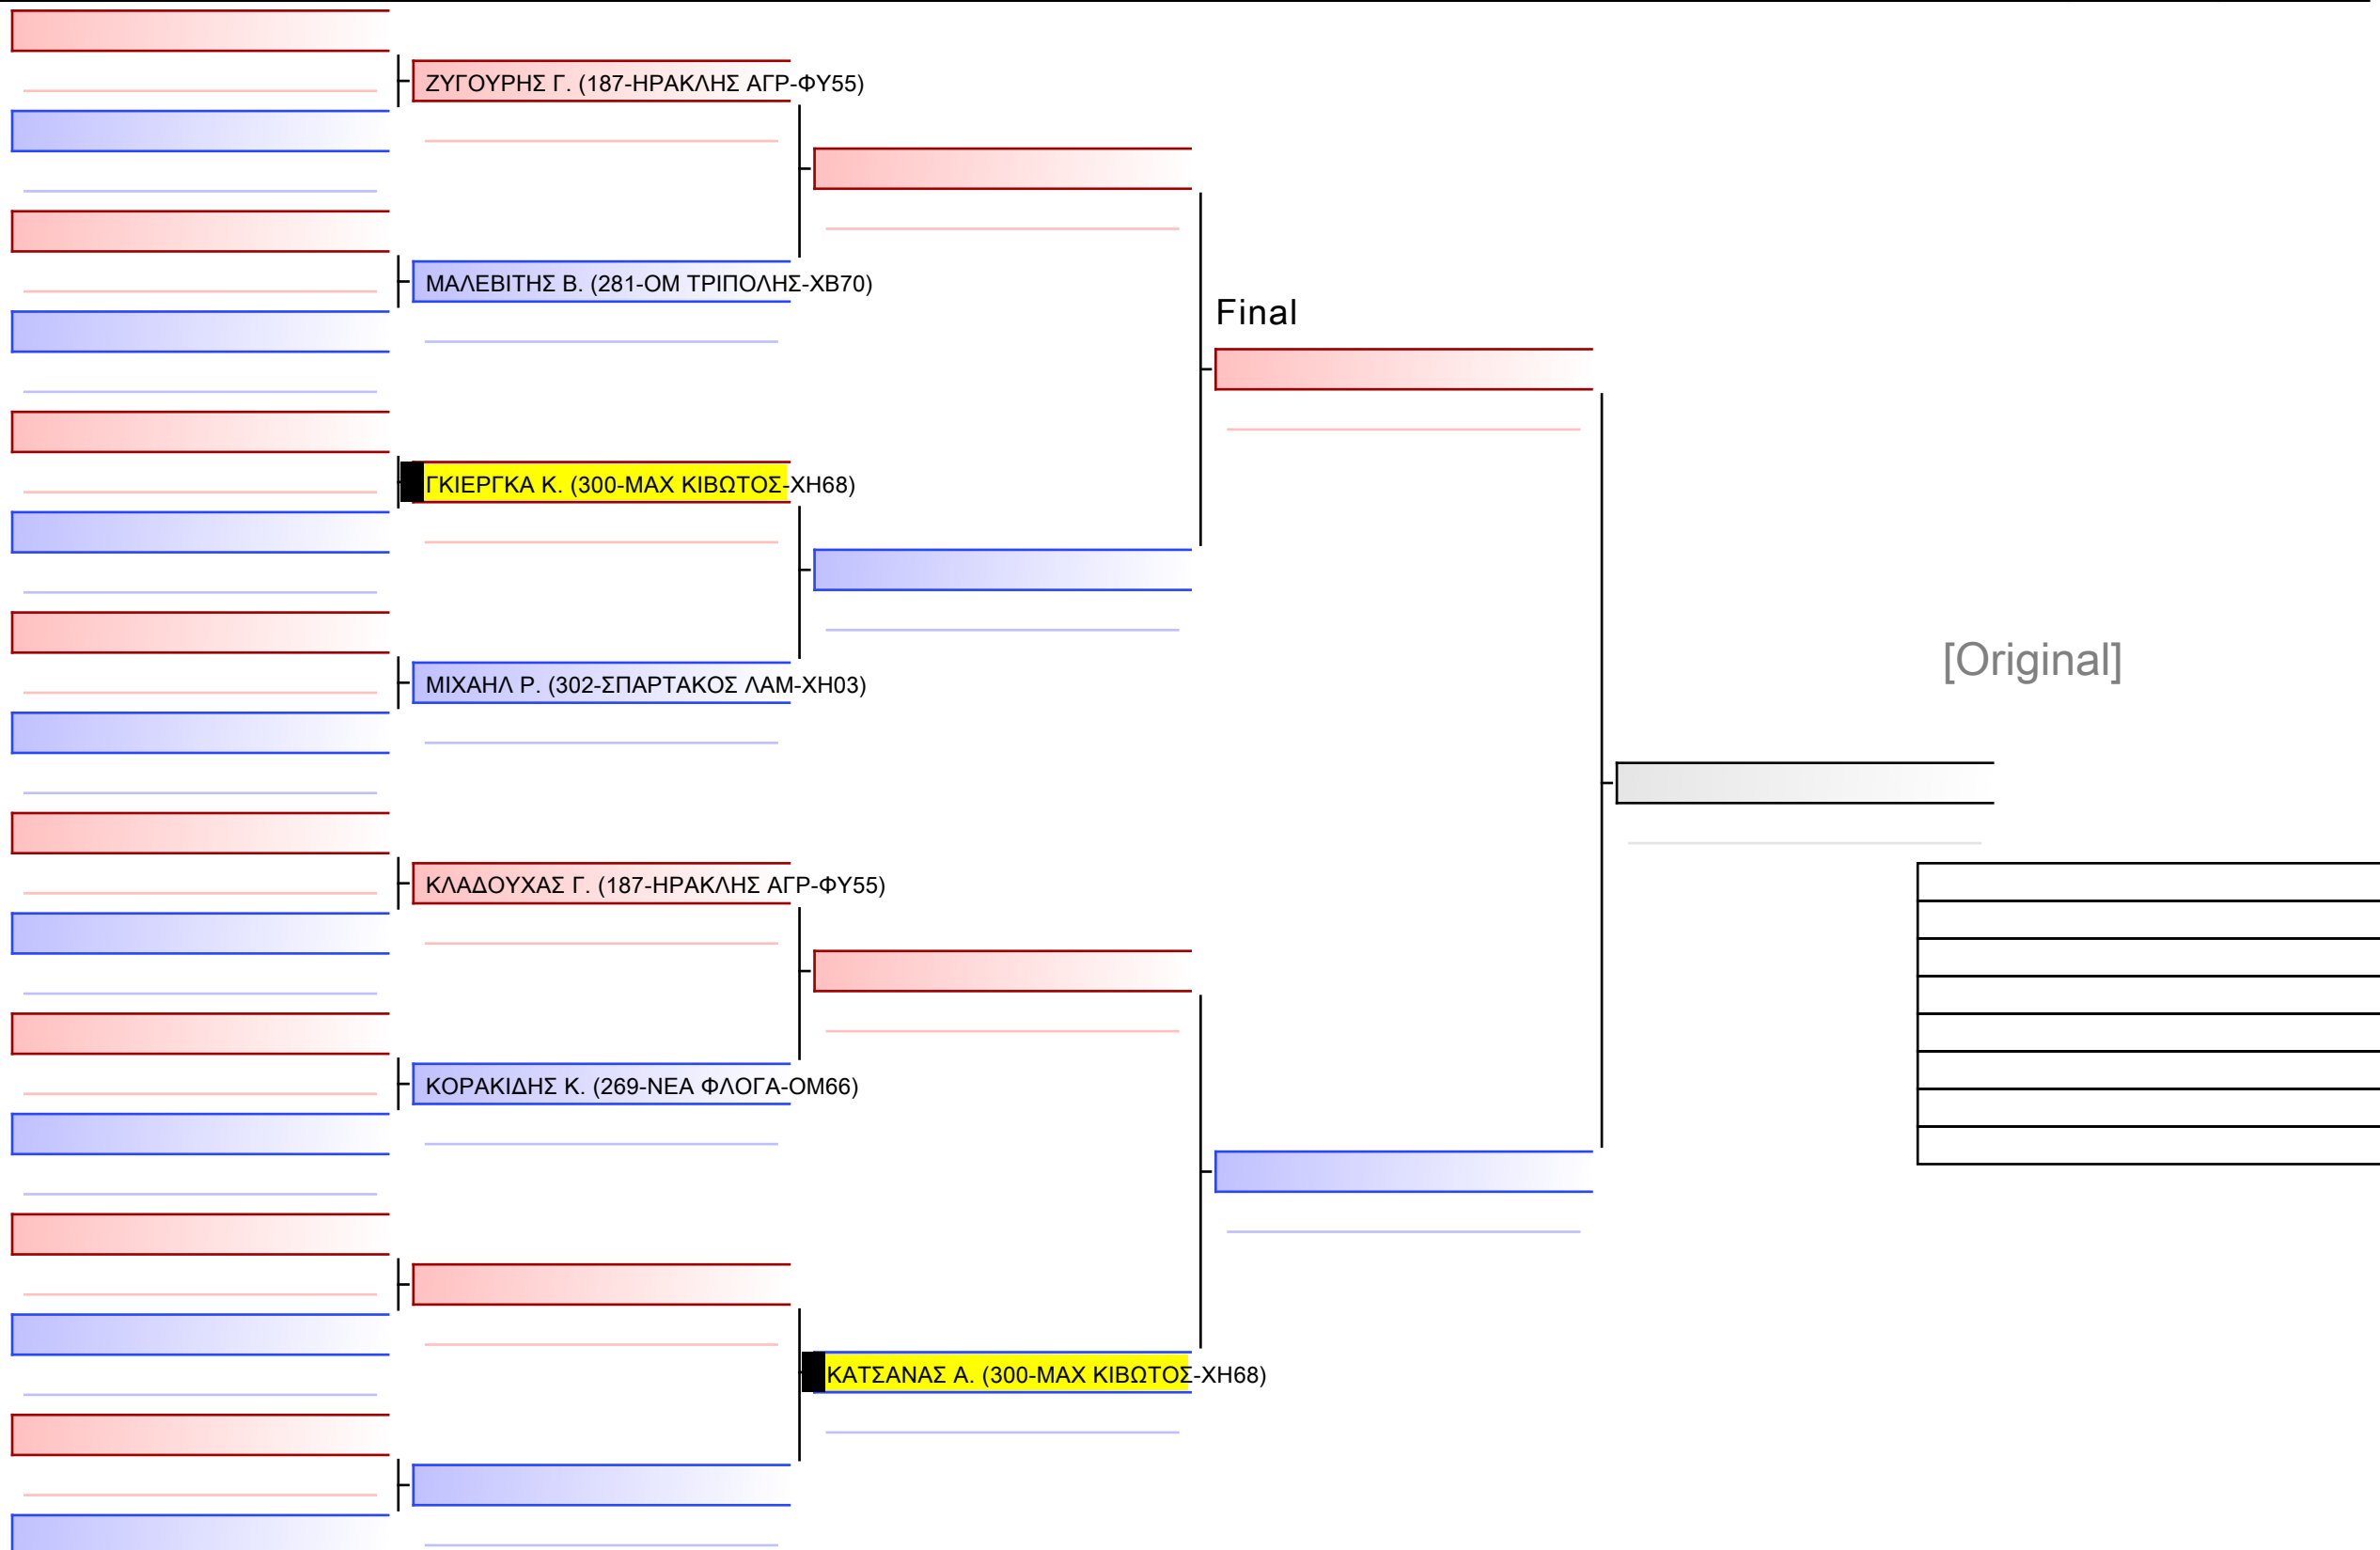 ΖΥΓΟΥΡΗΣ Γ. (187-ΗΡΑΚΛΗΣ ΑΓΡ-ΦΥ55)
ΜΑΛΕΒΙΤΗΣ Β. (281-ΟΜ ΤΡΙΠΟΛΗΣ-ΧΒ70)
Final
ΓΚΙΕΡΓΚΑ Κ. (300-ΜΑΧ ΚΙΒΩΤΟΣ-ΧΗ68)
[Original]
ΜΙΧΑΗΛ Ρ. (302-ΣΠΑΡΤΑΚΟΣ ΛΑΜ-ΧΗ03)
ΚΛΑΔΟΥΧΑΣ Γ. (187-ΗΡΑΚΛΗΣ ΑΓΡ-ΦΥ55)
ΚΟΡΑΚΙΔΗΣ Κ. (269-ΝΕΑ ΦΛΟΓΑ-ΟΜ66)
ΚΑΤΣΑΝΑΣ Α. (300-ΜΑΧ ΚΙΒΩΤΟΣ-ΧΗ68)